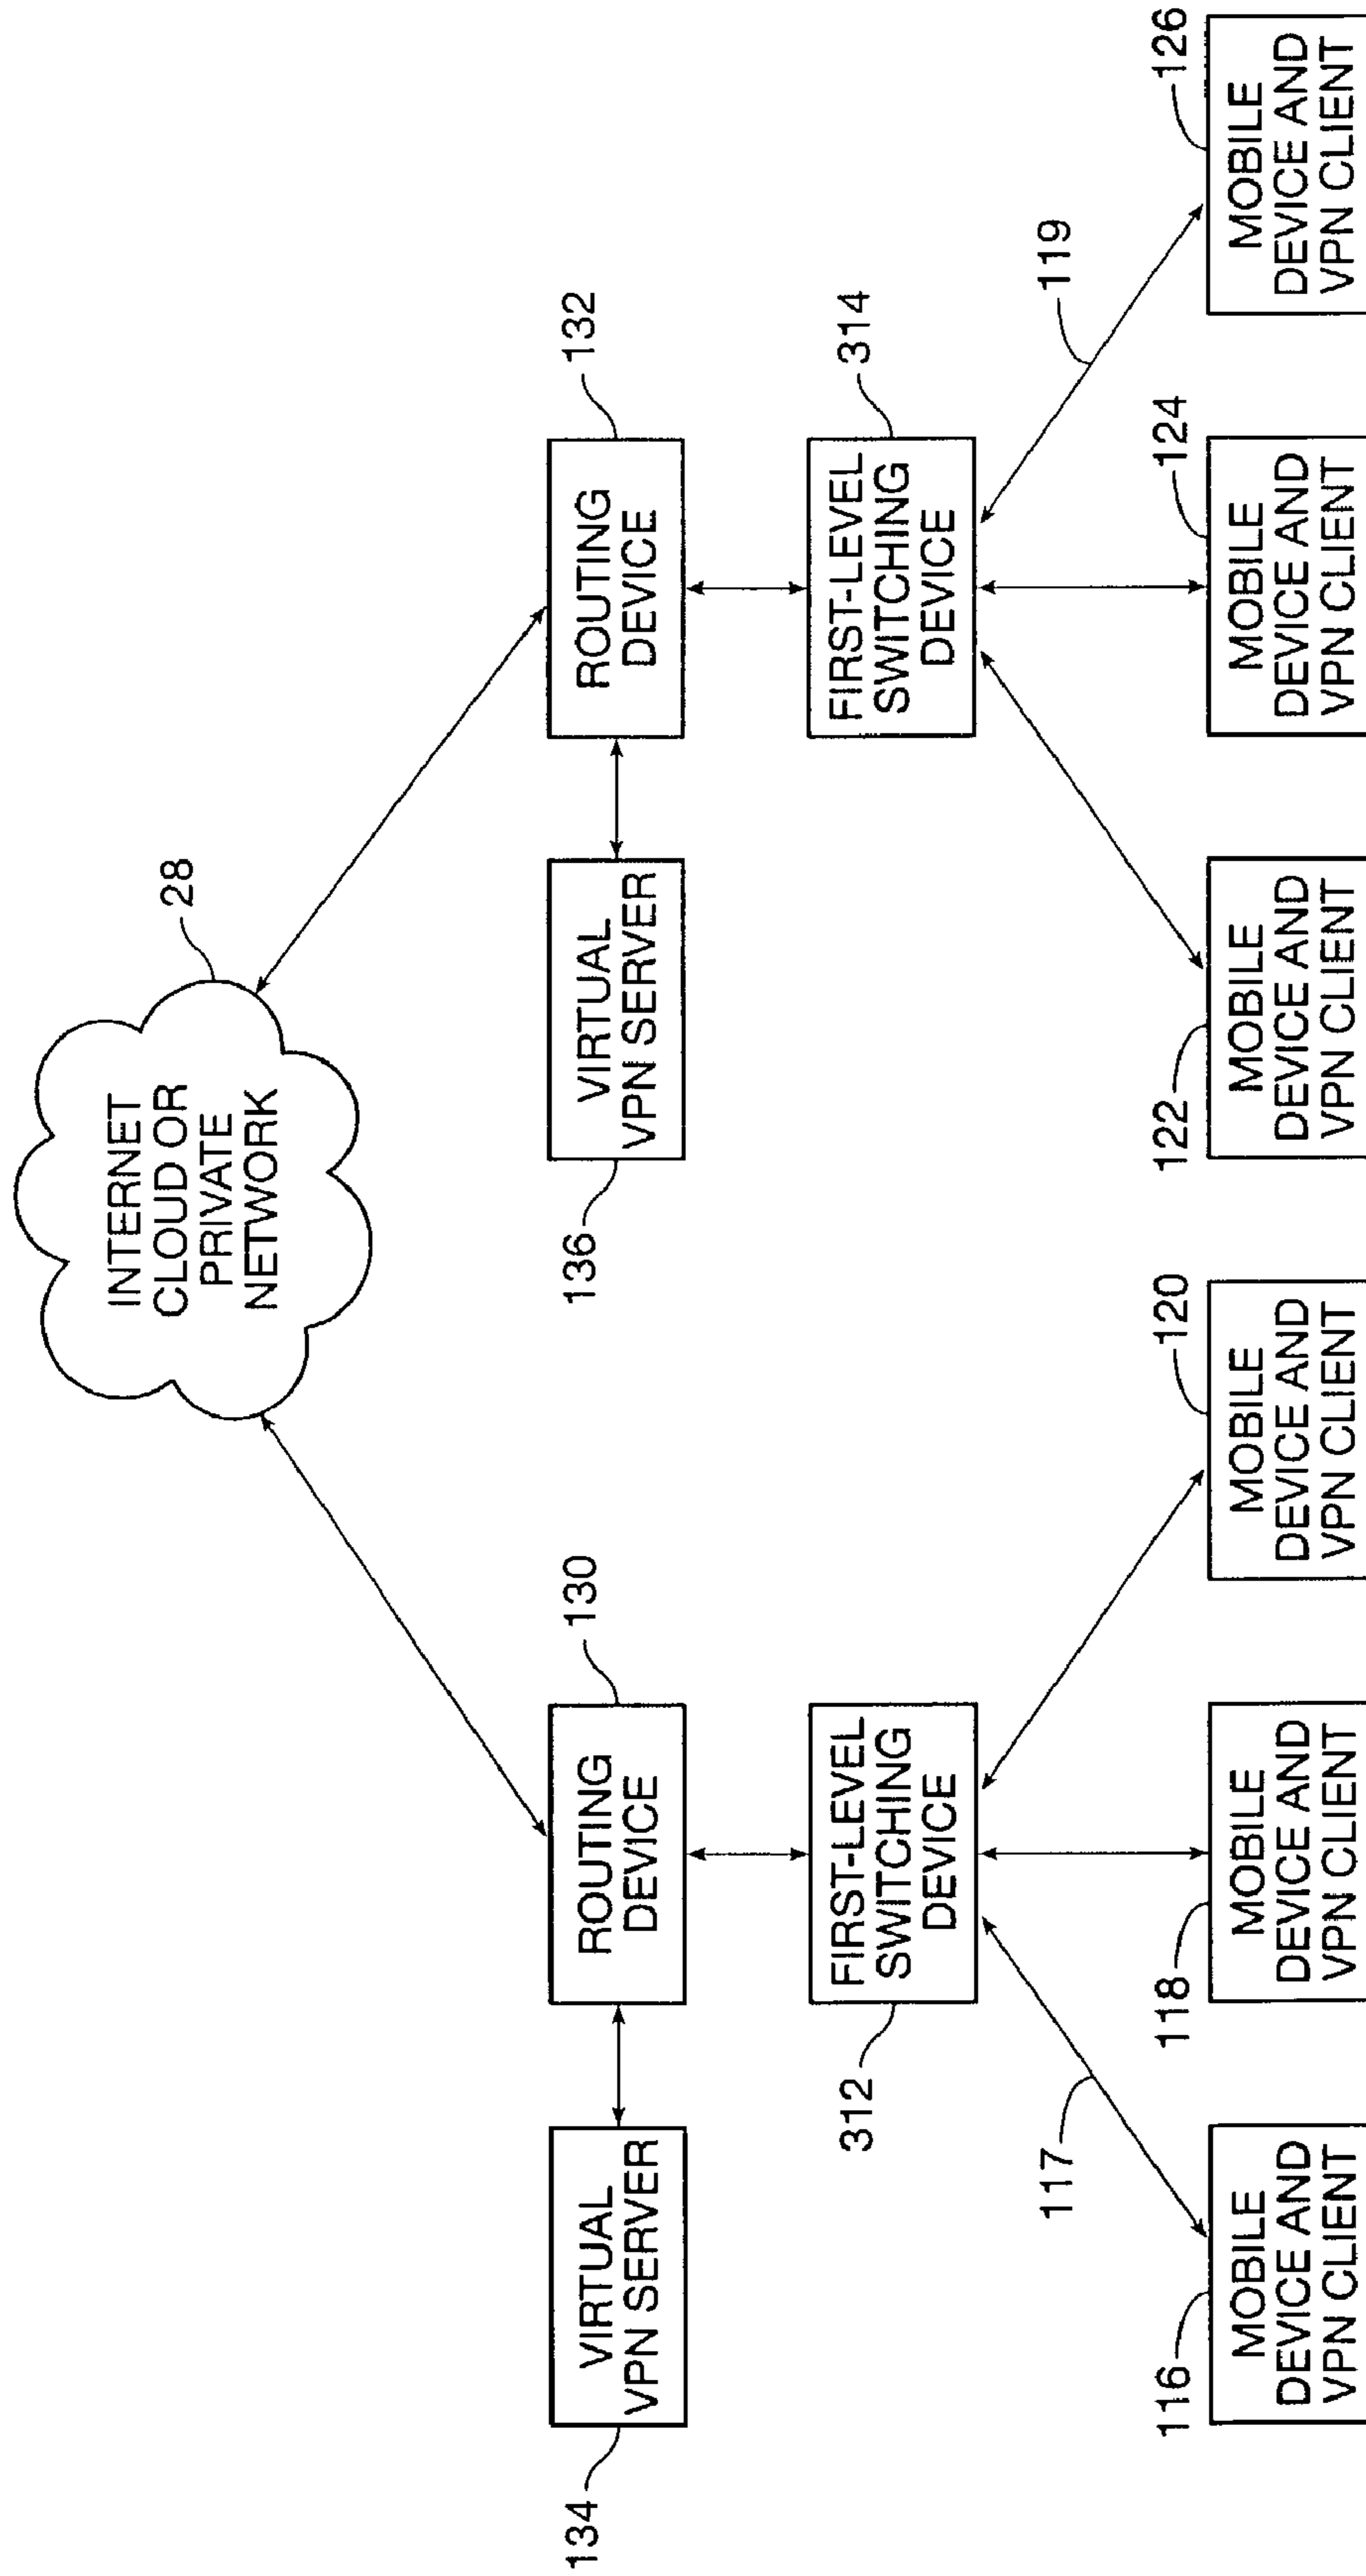 INTERNET
CLOUD OR
PRIVATE
NETWORK
28
134
VIRTUAL
VPN SERVER
ROUTING
DEVICE
130
136
VIRTUAL
VPN SERVER
ROUTING
DEVICE
132
312
FIRST-LEVEL
SWITCHING
DEVICE
FIRST-LEVEL
SWITCHING
DEVICE
314
117
119
116
MOBILE
DEVICE AND
VPN CLIENT
118
MOBILE
DEVICE AND
VPN CLIENT
120
MOBILE
DEVICE AND
VPN CLIENT
122
MOBILE
DEVICE AND
VPN CLIENT
124
MOBILE
DEVICE AND
VPN CLIENT
126
MOBILE
DEVICE AND
VPN CLIENT